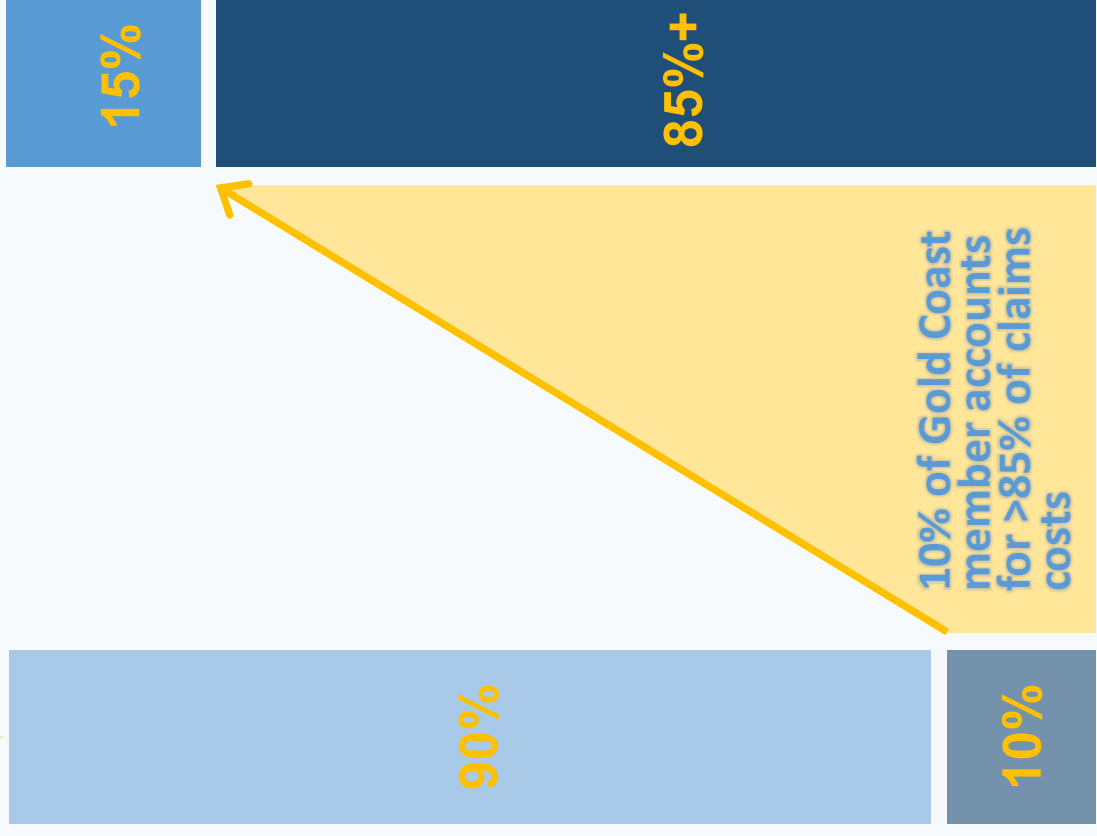 15%
85%+
10% of Gold Coast
member accounts
for >85% of claims
costs
90%
10%